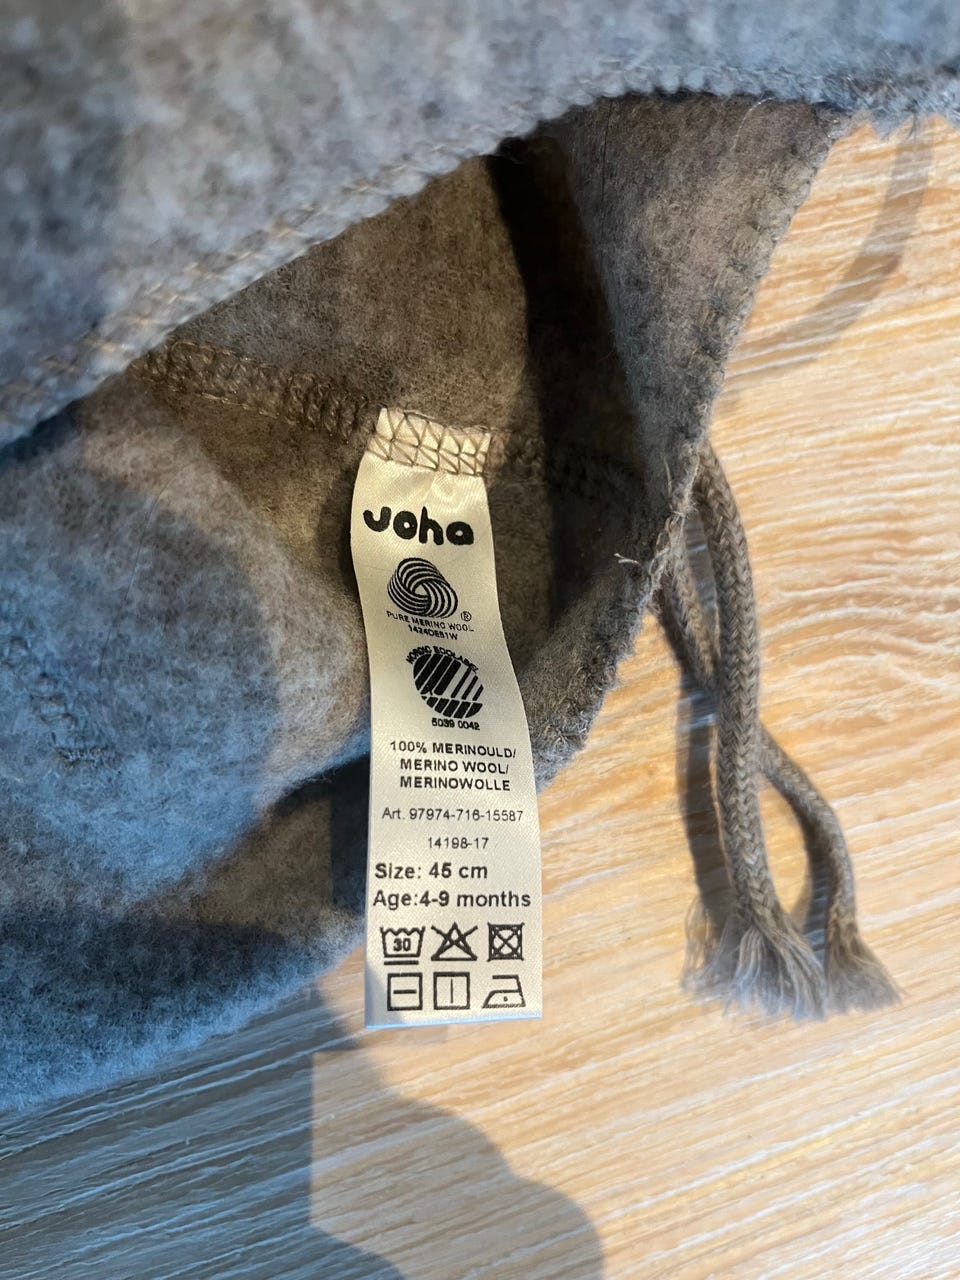 Joha
®
PURE MERINO WOOL
1424DE51W
NORDIC ECOLABEL
5039 0042
100% MERINOULD/
MERINO WOOL/
MERINOWOLLE
Art. 97974-716-15587
14198-17
Size: 45 cm
Age:4-9 months
30